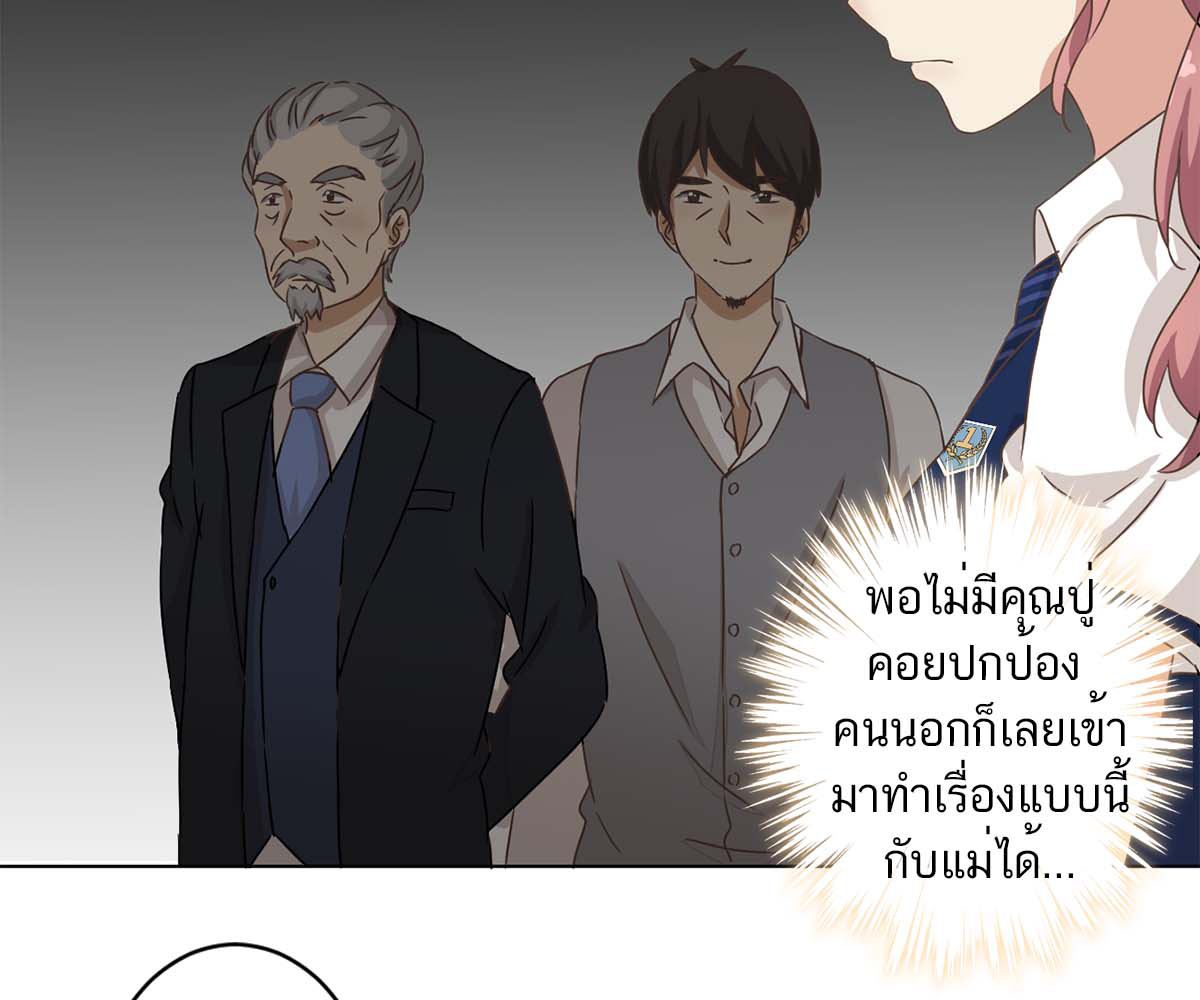 1
พอไม่มีคุณปู่
คอยปกป้อง
คนนอกก็เลยเข้า
มาทำเรื่องแบบนี้
กับแม่ได้...